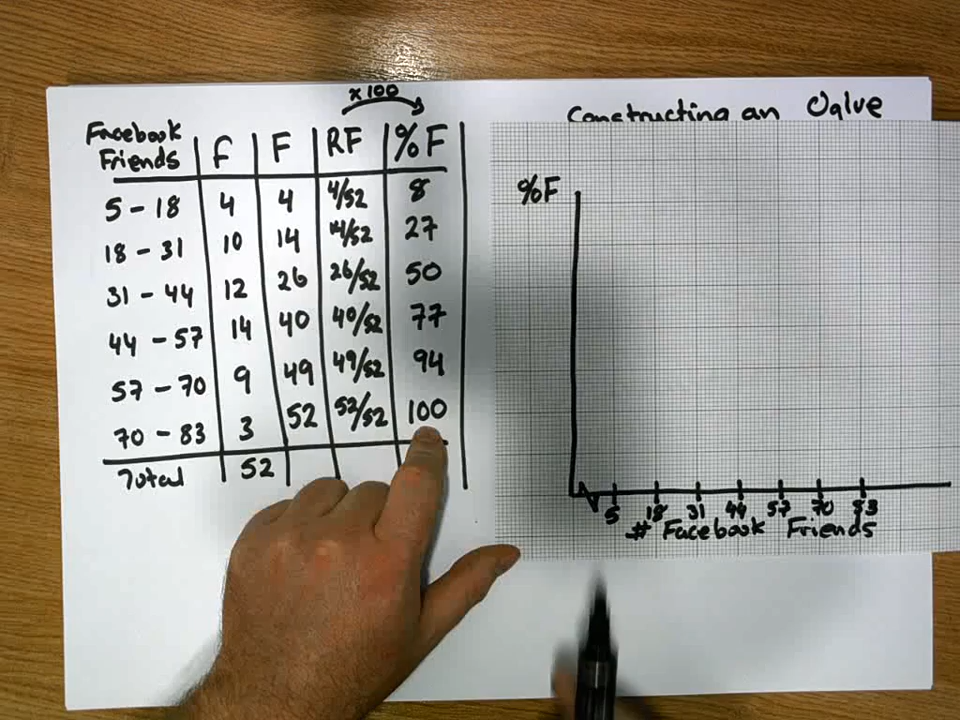 x 100
Constructing an Ogive
Facebook Friends f F RF %F
5 - 18 4 4 4/52 8
18 - 31 10 14 14/52 27
31 - 44 12 26 26/52 50
44 - 57 14 40 40/52 77
57 - 70 9 49 49/52 94
70 - 83 3 52 52/52 100
Total 52
%F
5 18 31 44 57 70 83
# Facebook Friends